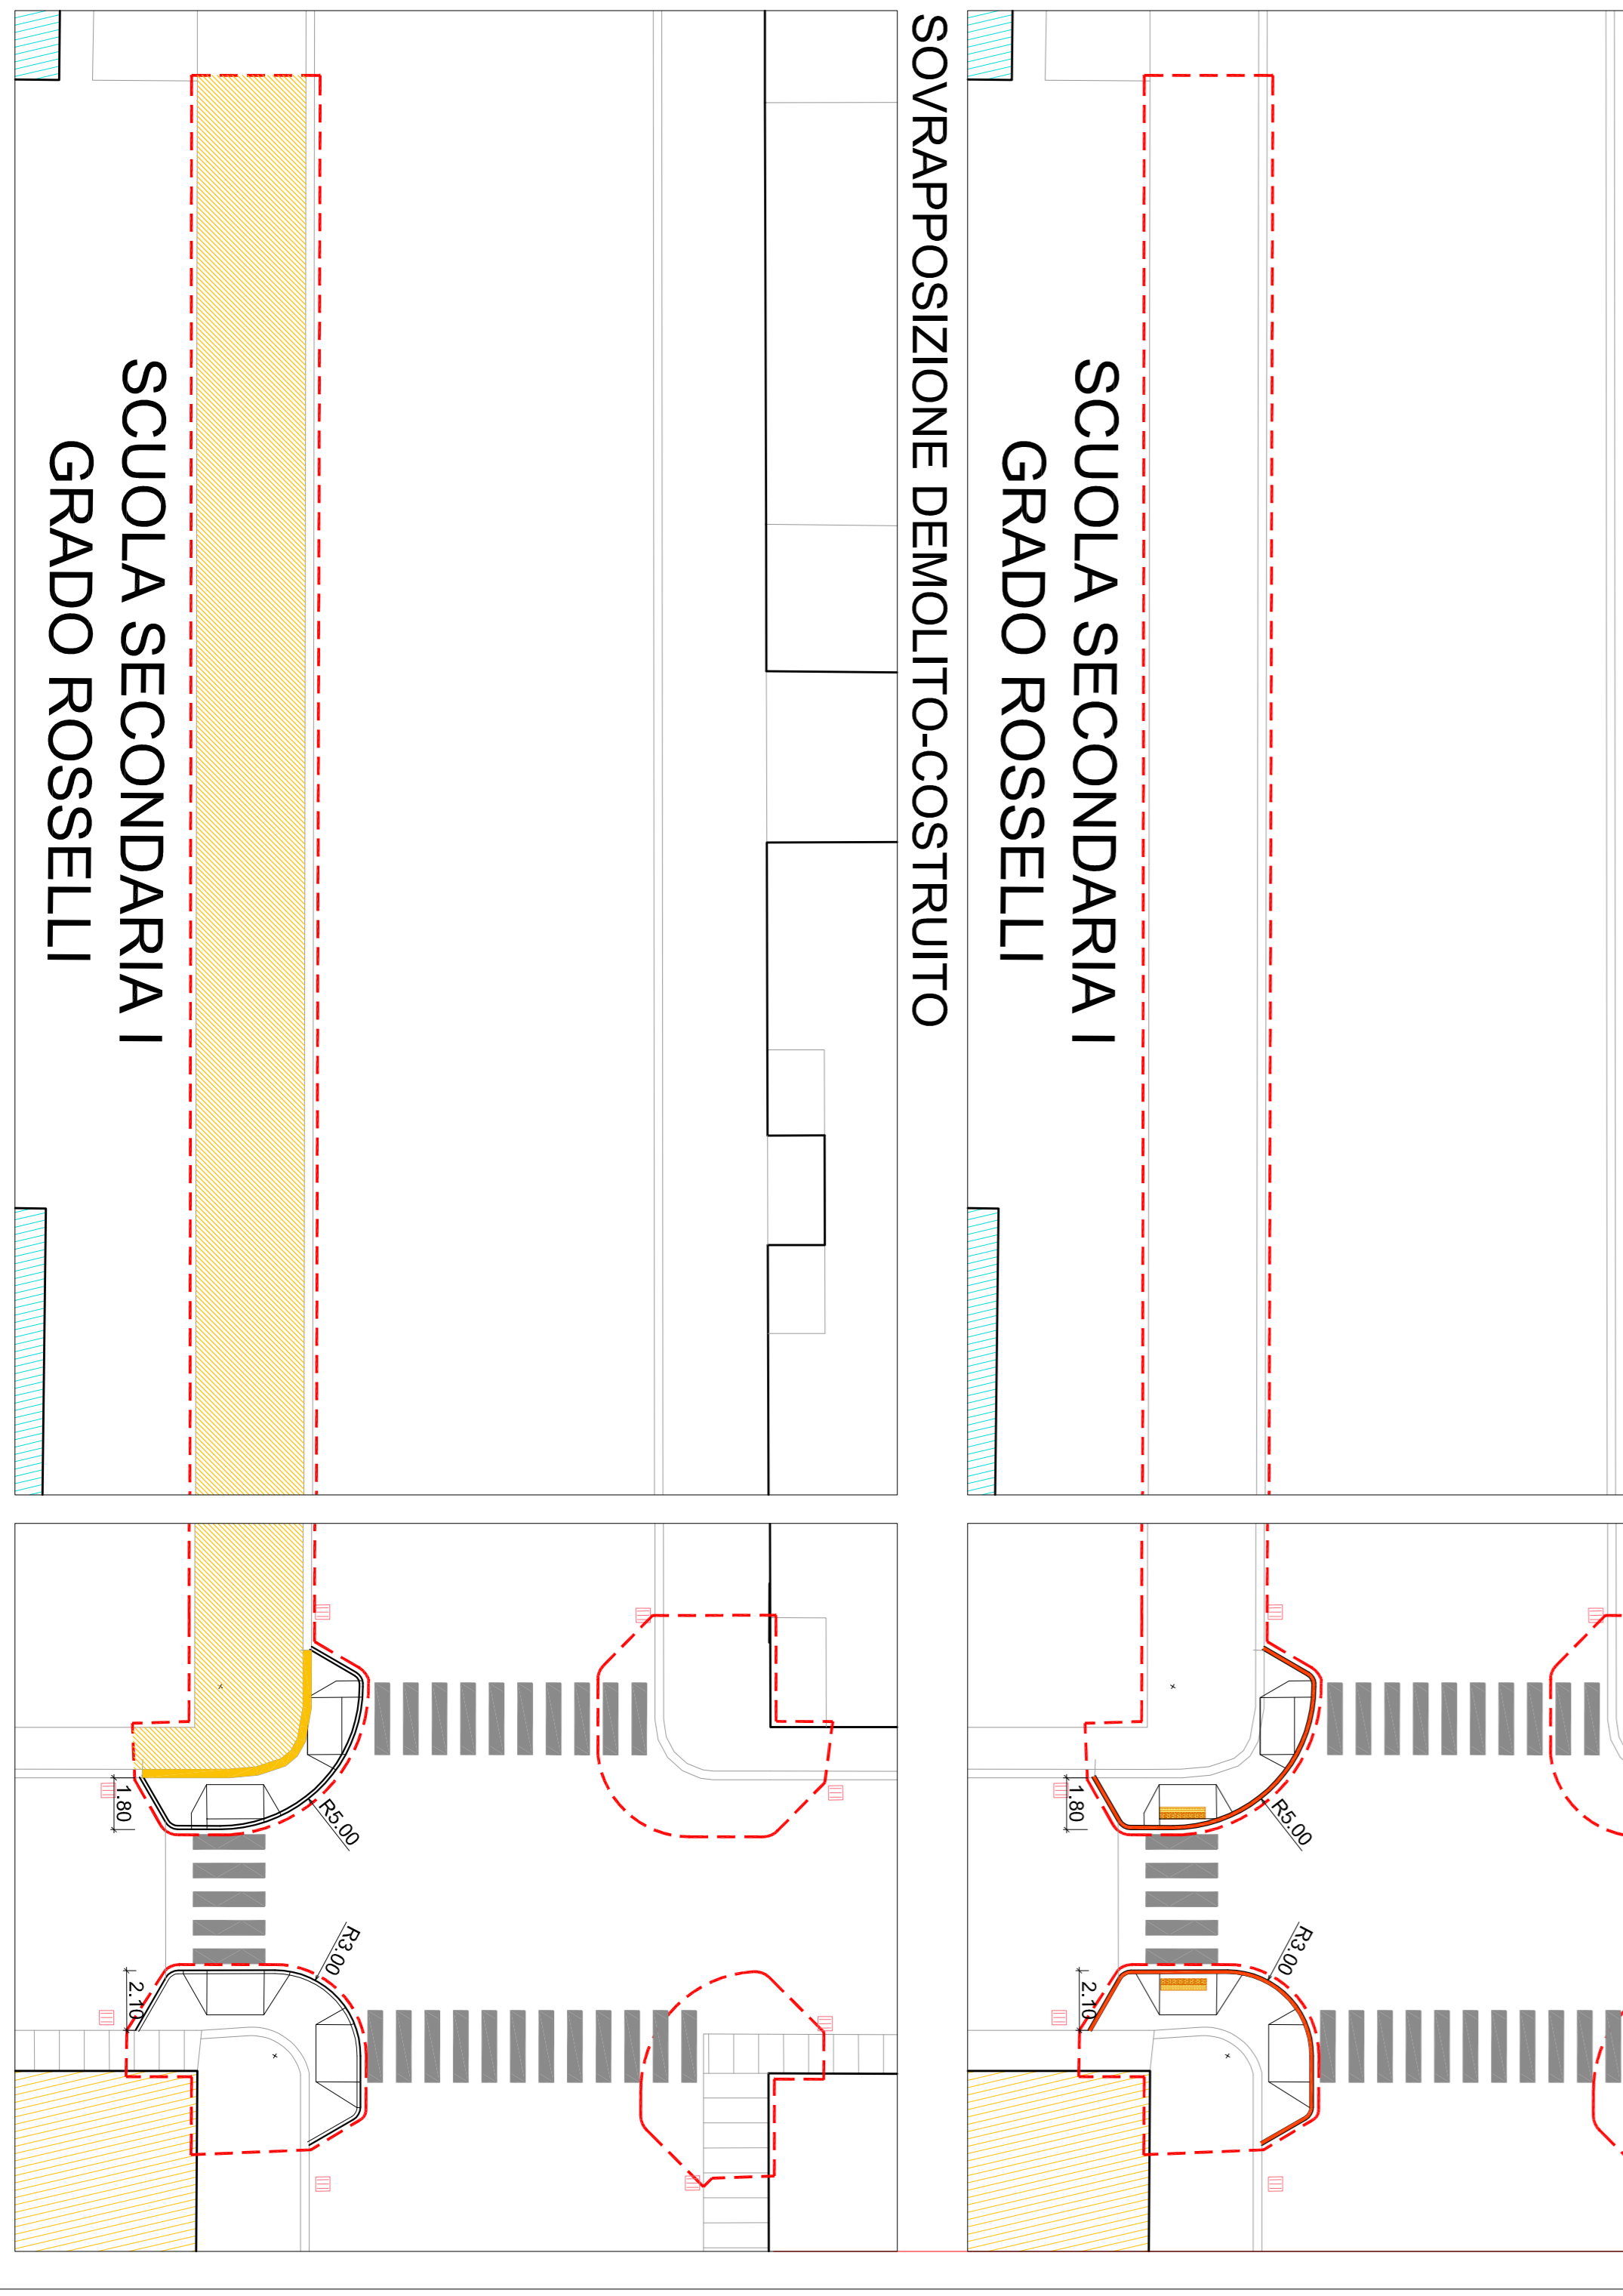 SCUOLA SECONDARIA I
GRADO ROSSELLI
1.80
R5.00
R3.00
2.10
SOVRAPPOSIZIONE DEMOLITO-COSTRUITO
SCUOLA SECONDARIA I
GRADO ROSSELLI
1.80
R5.00
R3.00
2.10